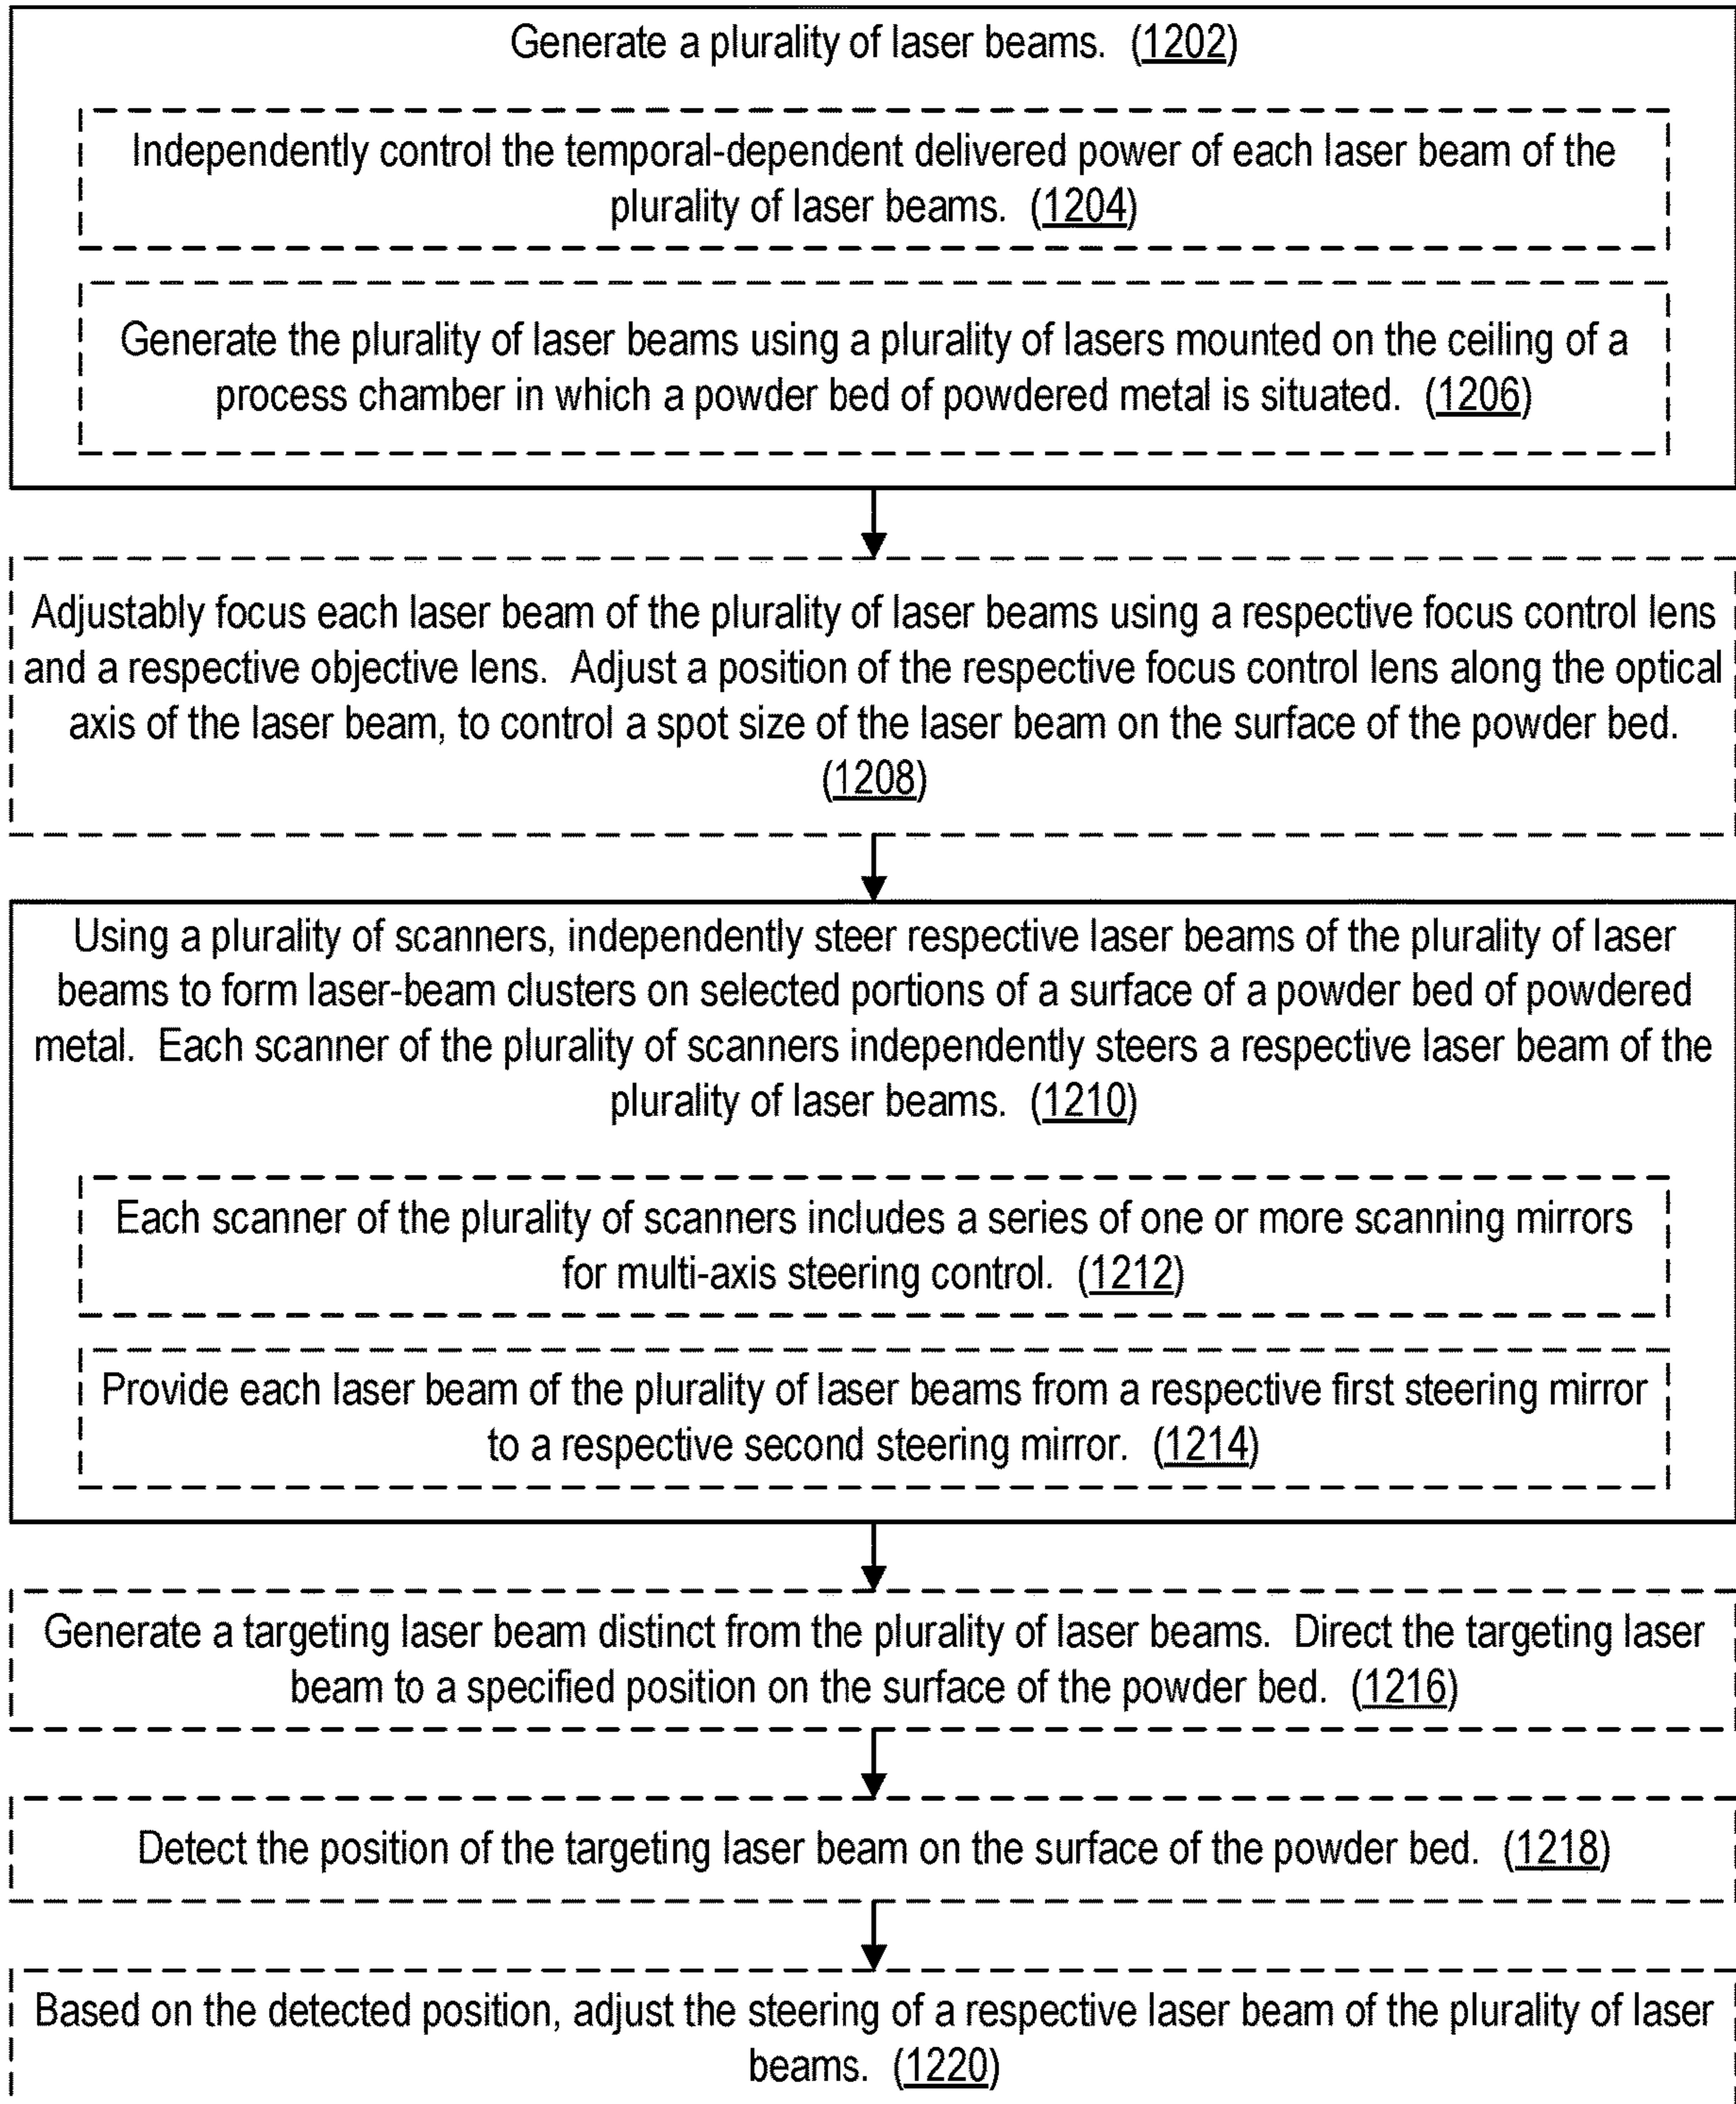 Generate a plurality of laser beams. (1202)
Independently control the temporal-dependent delivered power of each laser beam of the
plurality of laser beams. (1204)
Generate the plurality of laser beams using a plurality of lasers mounted on the ceiling of a
process chamber in which a powder bed of powdered metal is situated. (1206)
Adjustably focus each laser beam of the plurality of laser beams using a respective focus control lens
and a respective objective lens. Adjust a position of the respective focus control lens along the optical
axis of the laser beam, to control a spot size of the laser beam on the surface of the powder bed.
(1208)
Using a plurality of scanners, independently steer respective laser beams of the plurality of laser
beams to form laser-beam clusters on selected portions of a surface of a powder bed of powdered
metal. Each scanner of the plurality of scanners independently steers a respective laser beam of the
plurality of laser beams. (1210)
Each scanner of the plurality of scanners includes a series of one or more scanning mirrors
for multi-axis steering control. (1212)
Provide each laser beam of the plurality of laser beams from a respective first steering mirror
to a respective second steering mirror. (1214)
Generate a targeting laser beam distinct from the plurality of laser beams. Direct the targeting laser
beam to a specified position on the surface of the powder bed. (1216)
Detect the position of the targeting laser beam on the surface of the powder bed. (1218)
Based on the detected position, adjust the steering of a respective laser beam of the plurality of laser
beams. (1220)